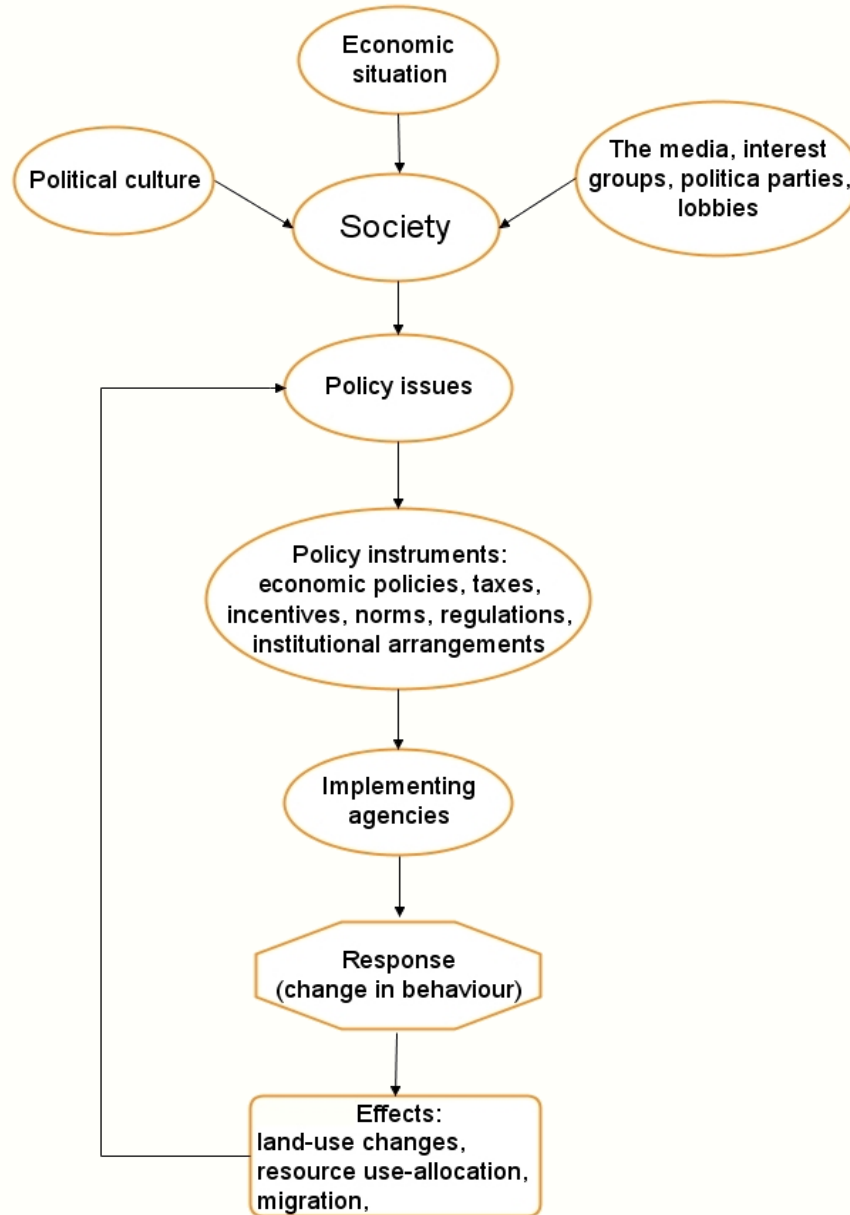 Economic
situation
Political culture
The media, interest
groups, politica parties,
lobbies
Society
Policy issues
Policy instruments:
economic policies, taxes,
incentives, norms, regulations,
institutional arrangements
Implementing
agencies
Response
(change in behaviour)
Effects:
land-use changes,
resource use-allocation,
migration,